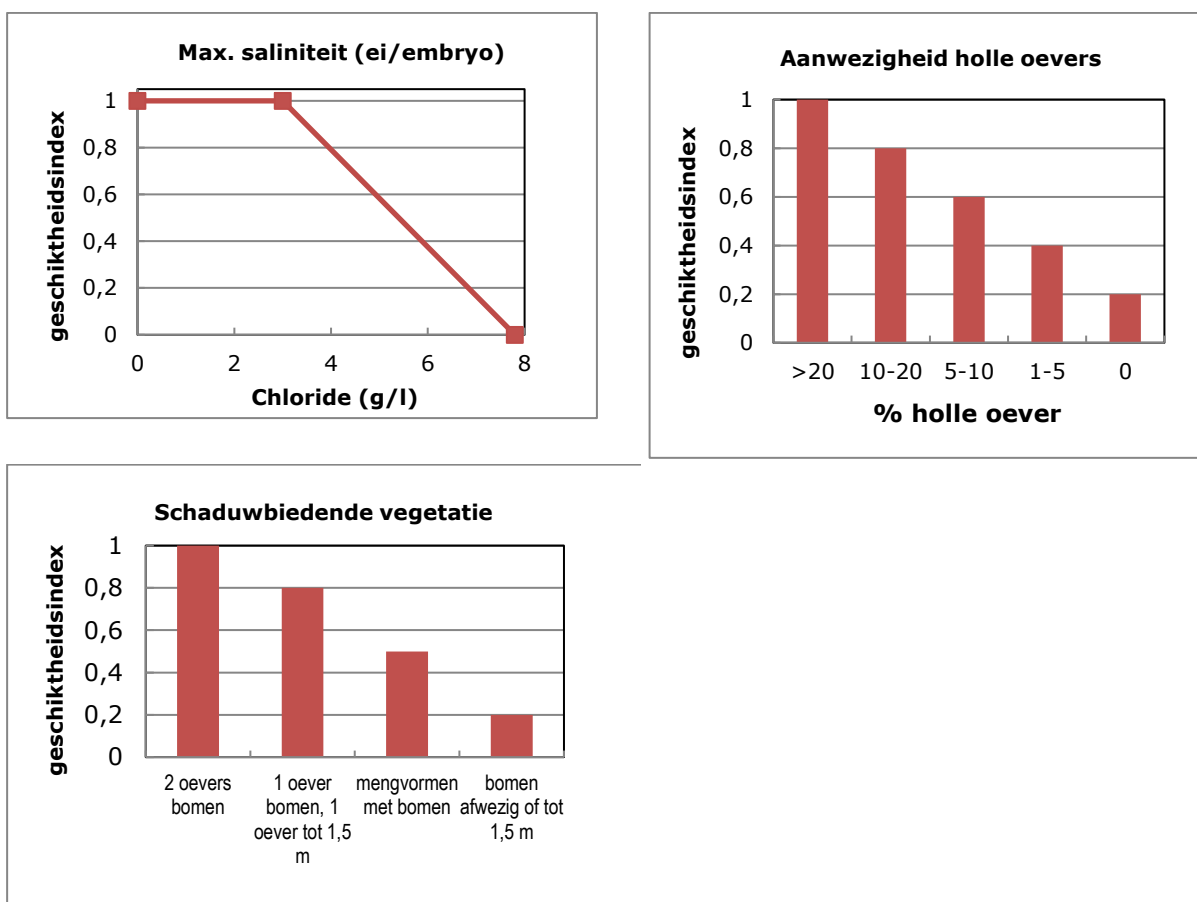 Max. saliniteit (ei/embryo)
geschiktheidsindex
1
0,8
0,6
0,4
0,2
0
0 2 4 6 8
Chloride (g/l)
Aanwezigheid holle oevers
geschiktheidsindex
1
0,8
0,6
0,4
0,2
0
>20 10-20 5-10 1-5 0
% holle oever
Schaduwbiedende vegetatie
geschiktheidsindex
1
0,8
0,6
0,4
0,2
0
2 oevers
bomen
1 oever
bomen, 1
oever tot 1,5
m
mengvormen
met bomen
bomen
afwezig of tot
1,5 m